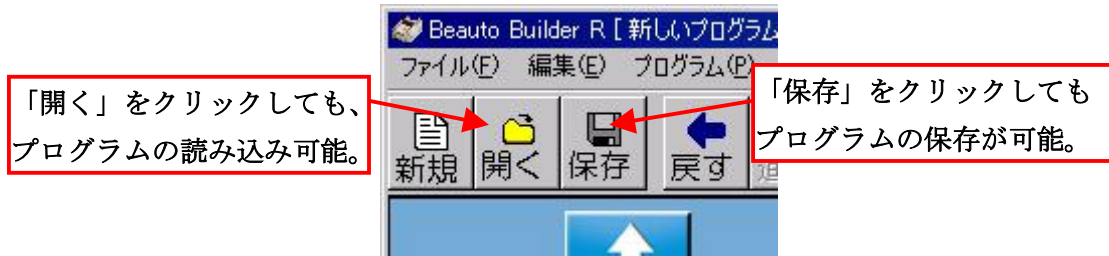 Beauto Builder R [ 新しいプログラム
ファイル(F) 編集(E) プログラム(P)
「開く」をクリックしても、
プログラムの読み込み可能。
「保存」をクリックしても
プログラムの保存が可能。
新規 開く 保存 戻す